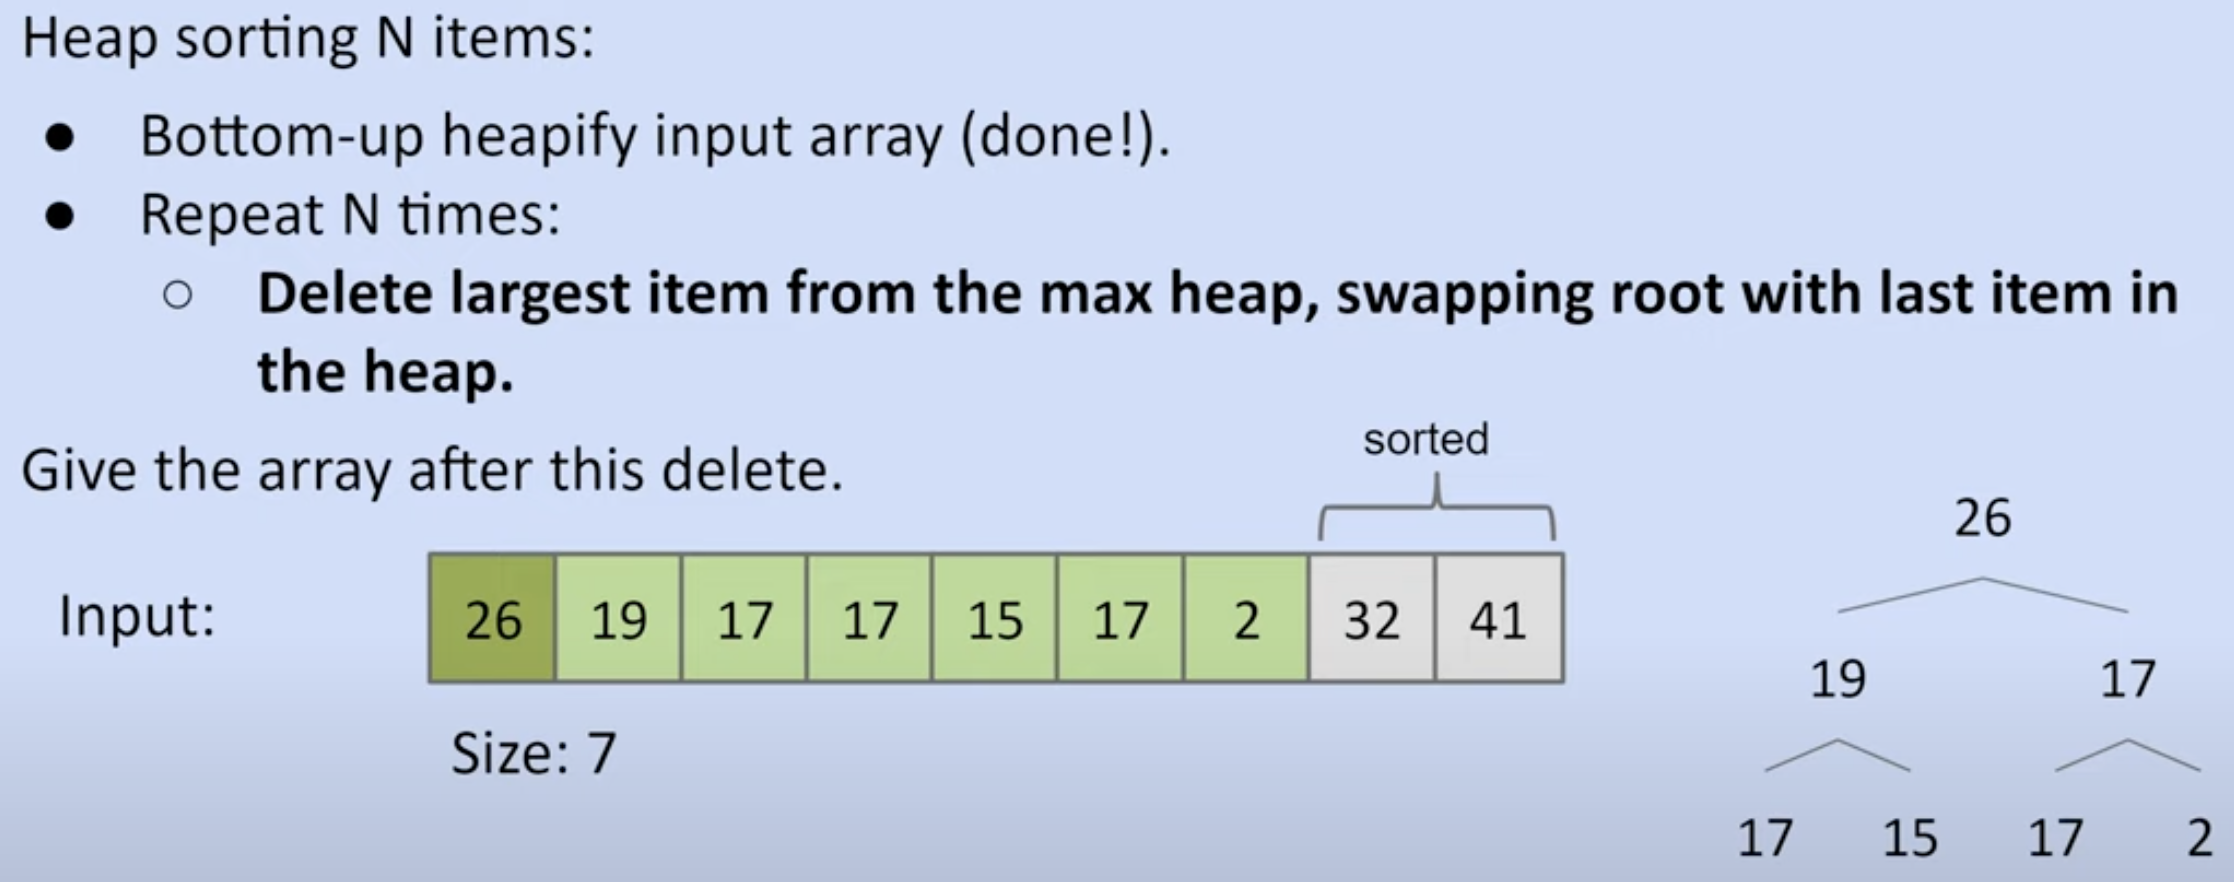 Heap sorting N items:
● Bottom-up heapify input array (done!).
● Repeat N times:
○ Delete largest item from the max heap, swapping root with last item in
the heap.
Give the array after this delete.
sorted
Input: 26 19 17 17 15 17 2 32 41
Size: 7
26
19 17
17 15 17 2